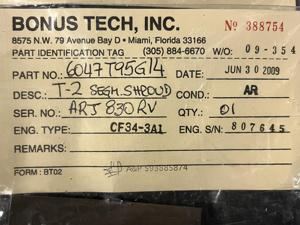 BONUS TECH, INC. Nº 388754
8575 N.W. 79 Avenue Bay D • Miami, Florida 33166
PART IDENTIFICATION TAG (305) 884-6670 W/O: 09-354
PART NO.: 6047T95G14 DATE: JUN 30 2009
DESC.: T-2 SEGM. SHROUD COND.: AR
SER. NO.: ART 830 RV QTY.: 01
ENG. TYPE: CF34-3A1 ENG. S/N: 807645
REMARKS:
A&P 593585874
FORM: BT02